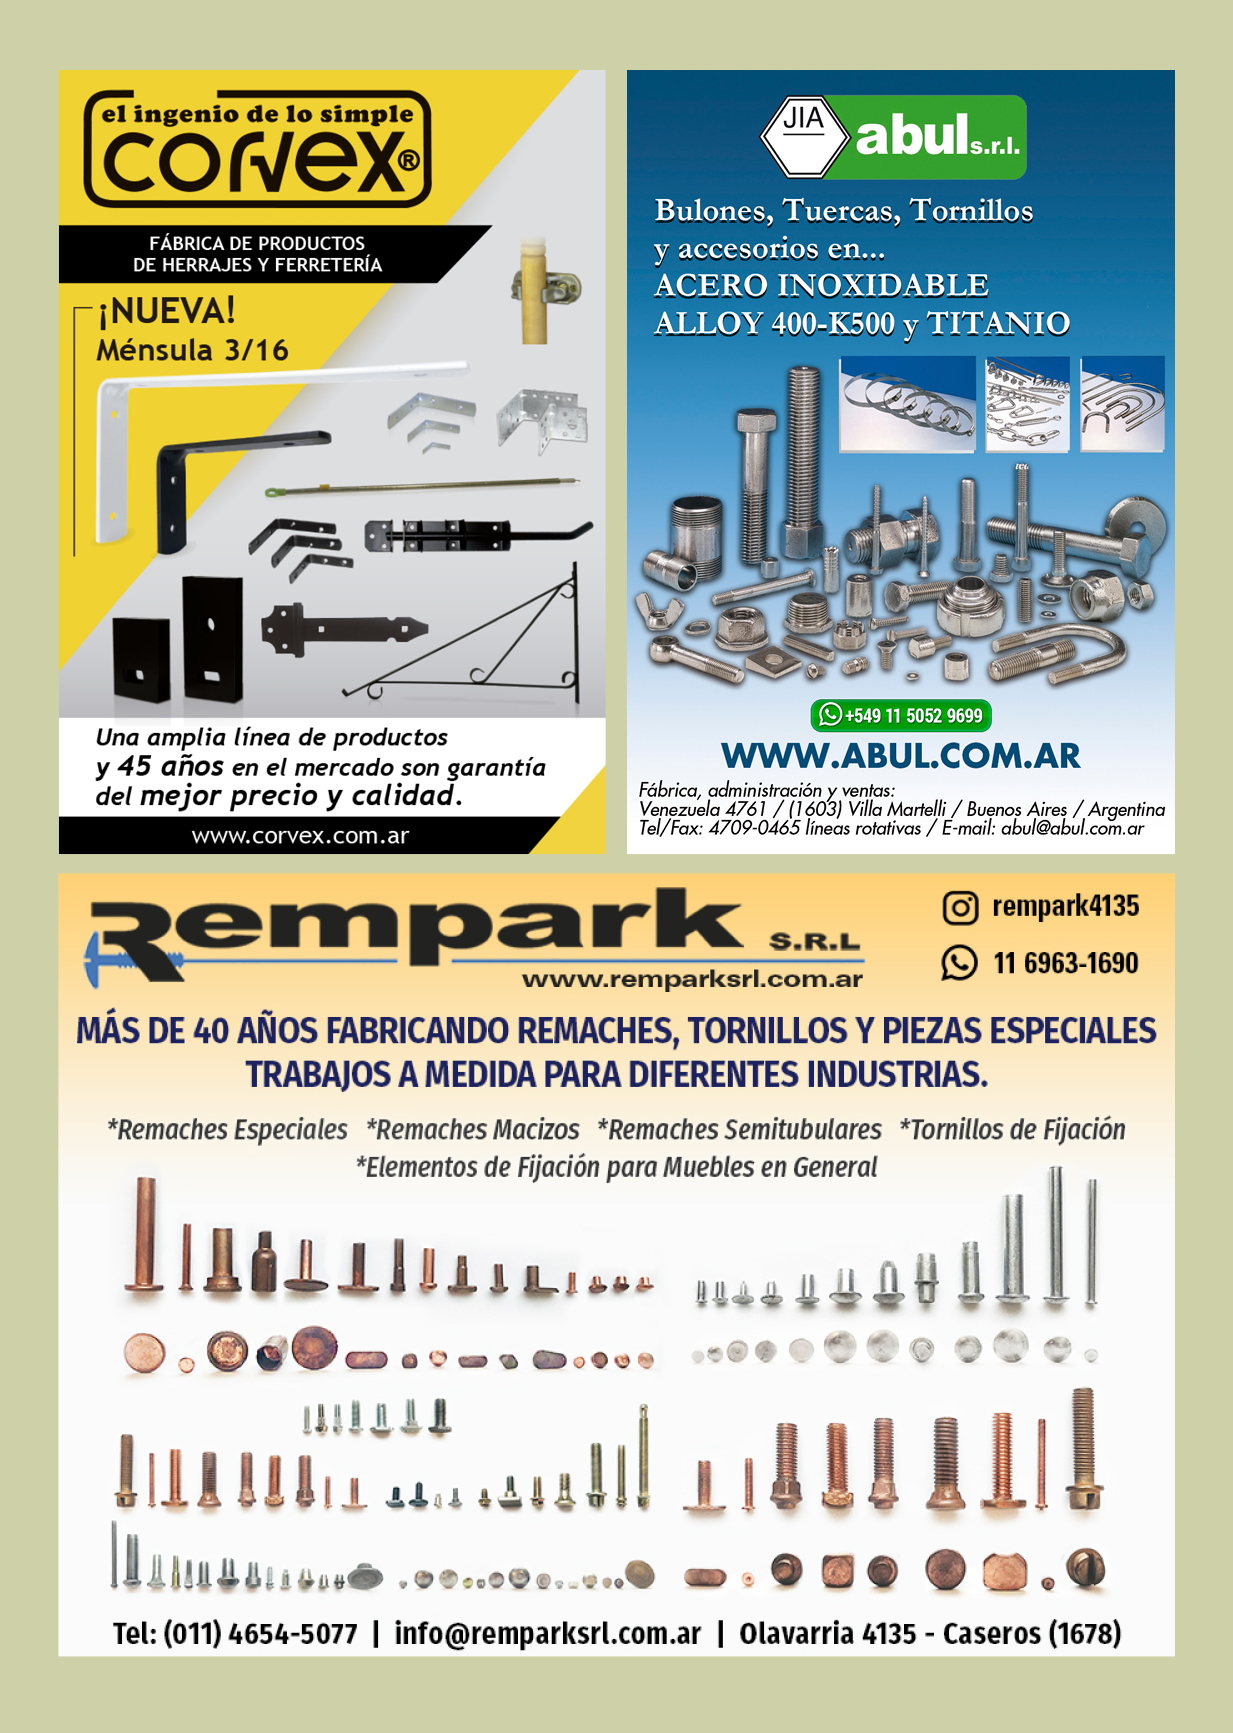 el ingenio de lo simple
corvex®
FÁBRICA DE PRODUCTOS
DE HERRAJES Y FERRETERÍA
¡NUEVA!
Ménsula 3/16
Una amplia línea de productos
y 45 años en el mercado son garantía
del mejor precio y calidad.
www.corvex.com.ar
JIA
abul s.r.l.
Bulones, Tuercas, Tornillos
y accesorios en...
ACERO INOXIDABLE
ALLOY 400-K500 y TITANIO
+549 11 5052 9699
WWW.ABUL.COM.AR
Fábrica, administración y ventas:
Venezuela 4761 / (1603) Villa Martelli / Buenos Aires / Argentina
Tel/Fax: 4709-0465 líneas rotativas / E-mail: abul@abul.com.ar
Rempark S.R.L
www.remparksrl.com.ar
rempark4135
11 6963-1690
MÁS DE 40 AÑOS FABRICANDO REMACHES, TORNILLOS Y PIEZAS ESPECIALES
TRABAJOS A MEDIDA PARA DIFERENTES INDUSTRIAS.
*Remaches Especiales *Remaches Macizos *Remaches Semitubulares *Tornillos de Fijación
*Elementos de Fijación para Muebles en General
Tel: (011) 4654-5077 | info@remparksrl.com.ar | Olavarria 4135 - Caseros (1678)